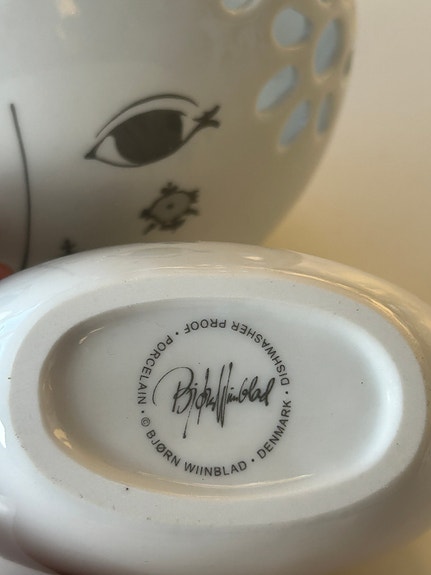 Bjørn Wiinblad
© BJØRN WIINBLAD • DENMARK • DISHWASHER PROOF • PORCELAIN •